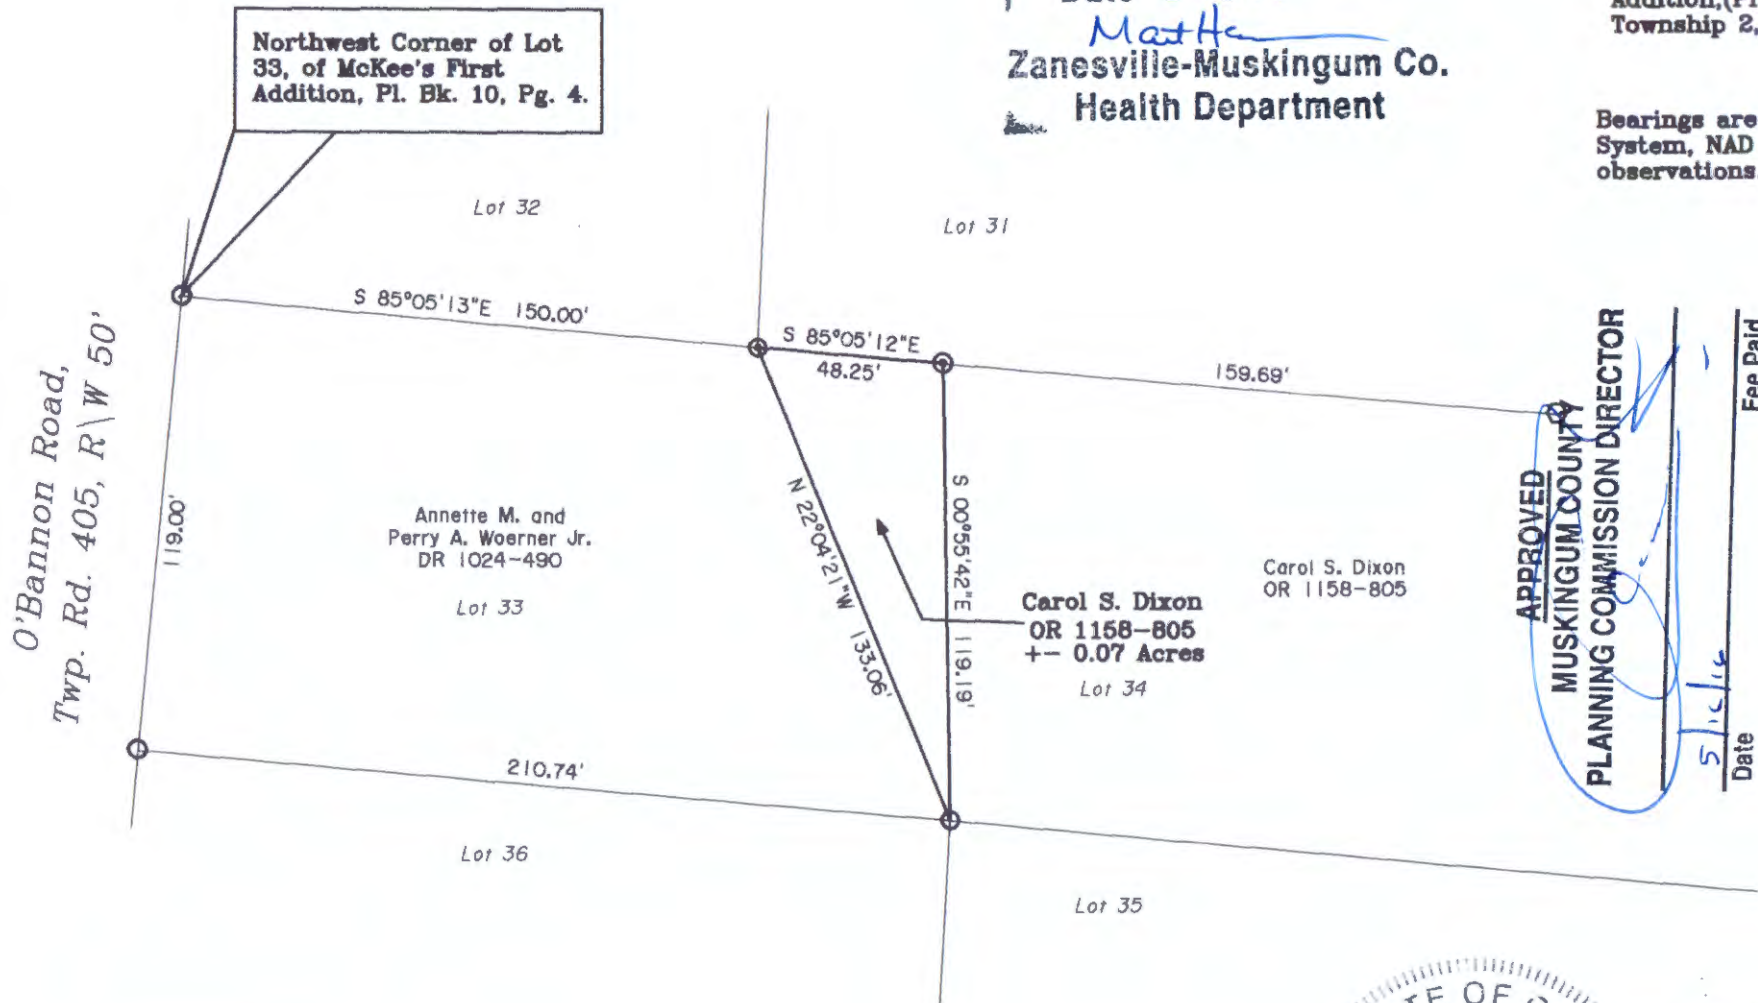 Northwest Corner of Lot
33, of McKee's First
Addition, Pl. Bk. 10, Pg. 4.
Zanesville-Muskingum Co.
Health Department
Township 2,
Bearings are
System, NAD
observations
Lot 32
Lot 31
S 85°05'13"E 150.00'
S 85°05'12"E
48.25'
159.69'
O'Bannon Road,
Twp. Rd. 405, R\W 50'
119.00'
Annette M. and
Perry A. Woerner Jr.
DR 1024-490
Lot 33
N 22°04'21"W 133.06'
S 00°55'42"E 119.19'
Carol S. Dixon
OR 1158-805
+- 0.07 Acres
Lot 34
Carol S. Dixon
OR 1158-805
APPROVED
MUSKINGUM COUNTY
PLANNING COMMISSION DIRECTOR
Date
Fee Paid
210.74'
Lot 36
Lot 35